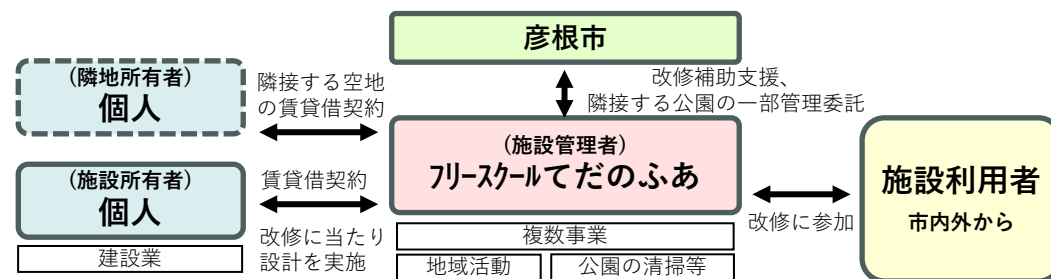 彦根市
(隣地所有者)
個人
隣接する空地
の賃貸借契約
改修補助支援、
隣接する公園の一部管理委託
(施設管理者)
フリースクールてだのふあ
(施設所有者)
個人
賃貸借契約
改修に当たり
設計を実施
建設業
複数事業
地域活動
公園の清掃等
改修に参加
施設利用者
市内外から